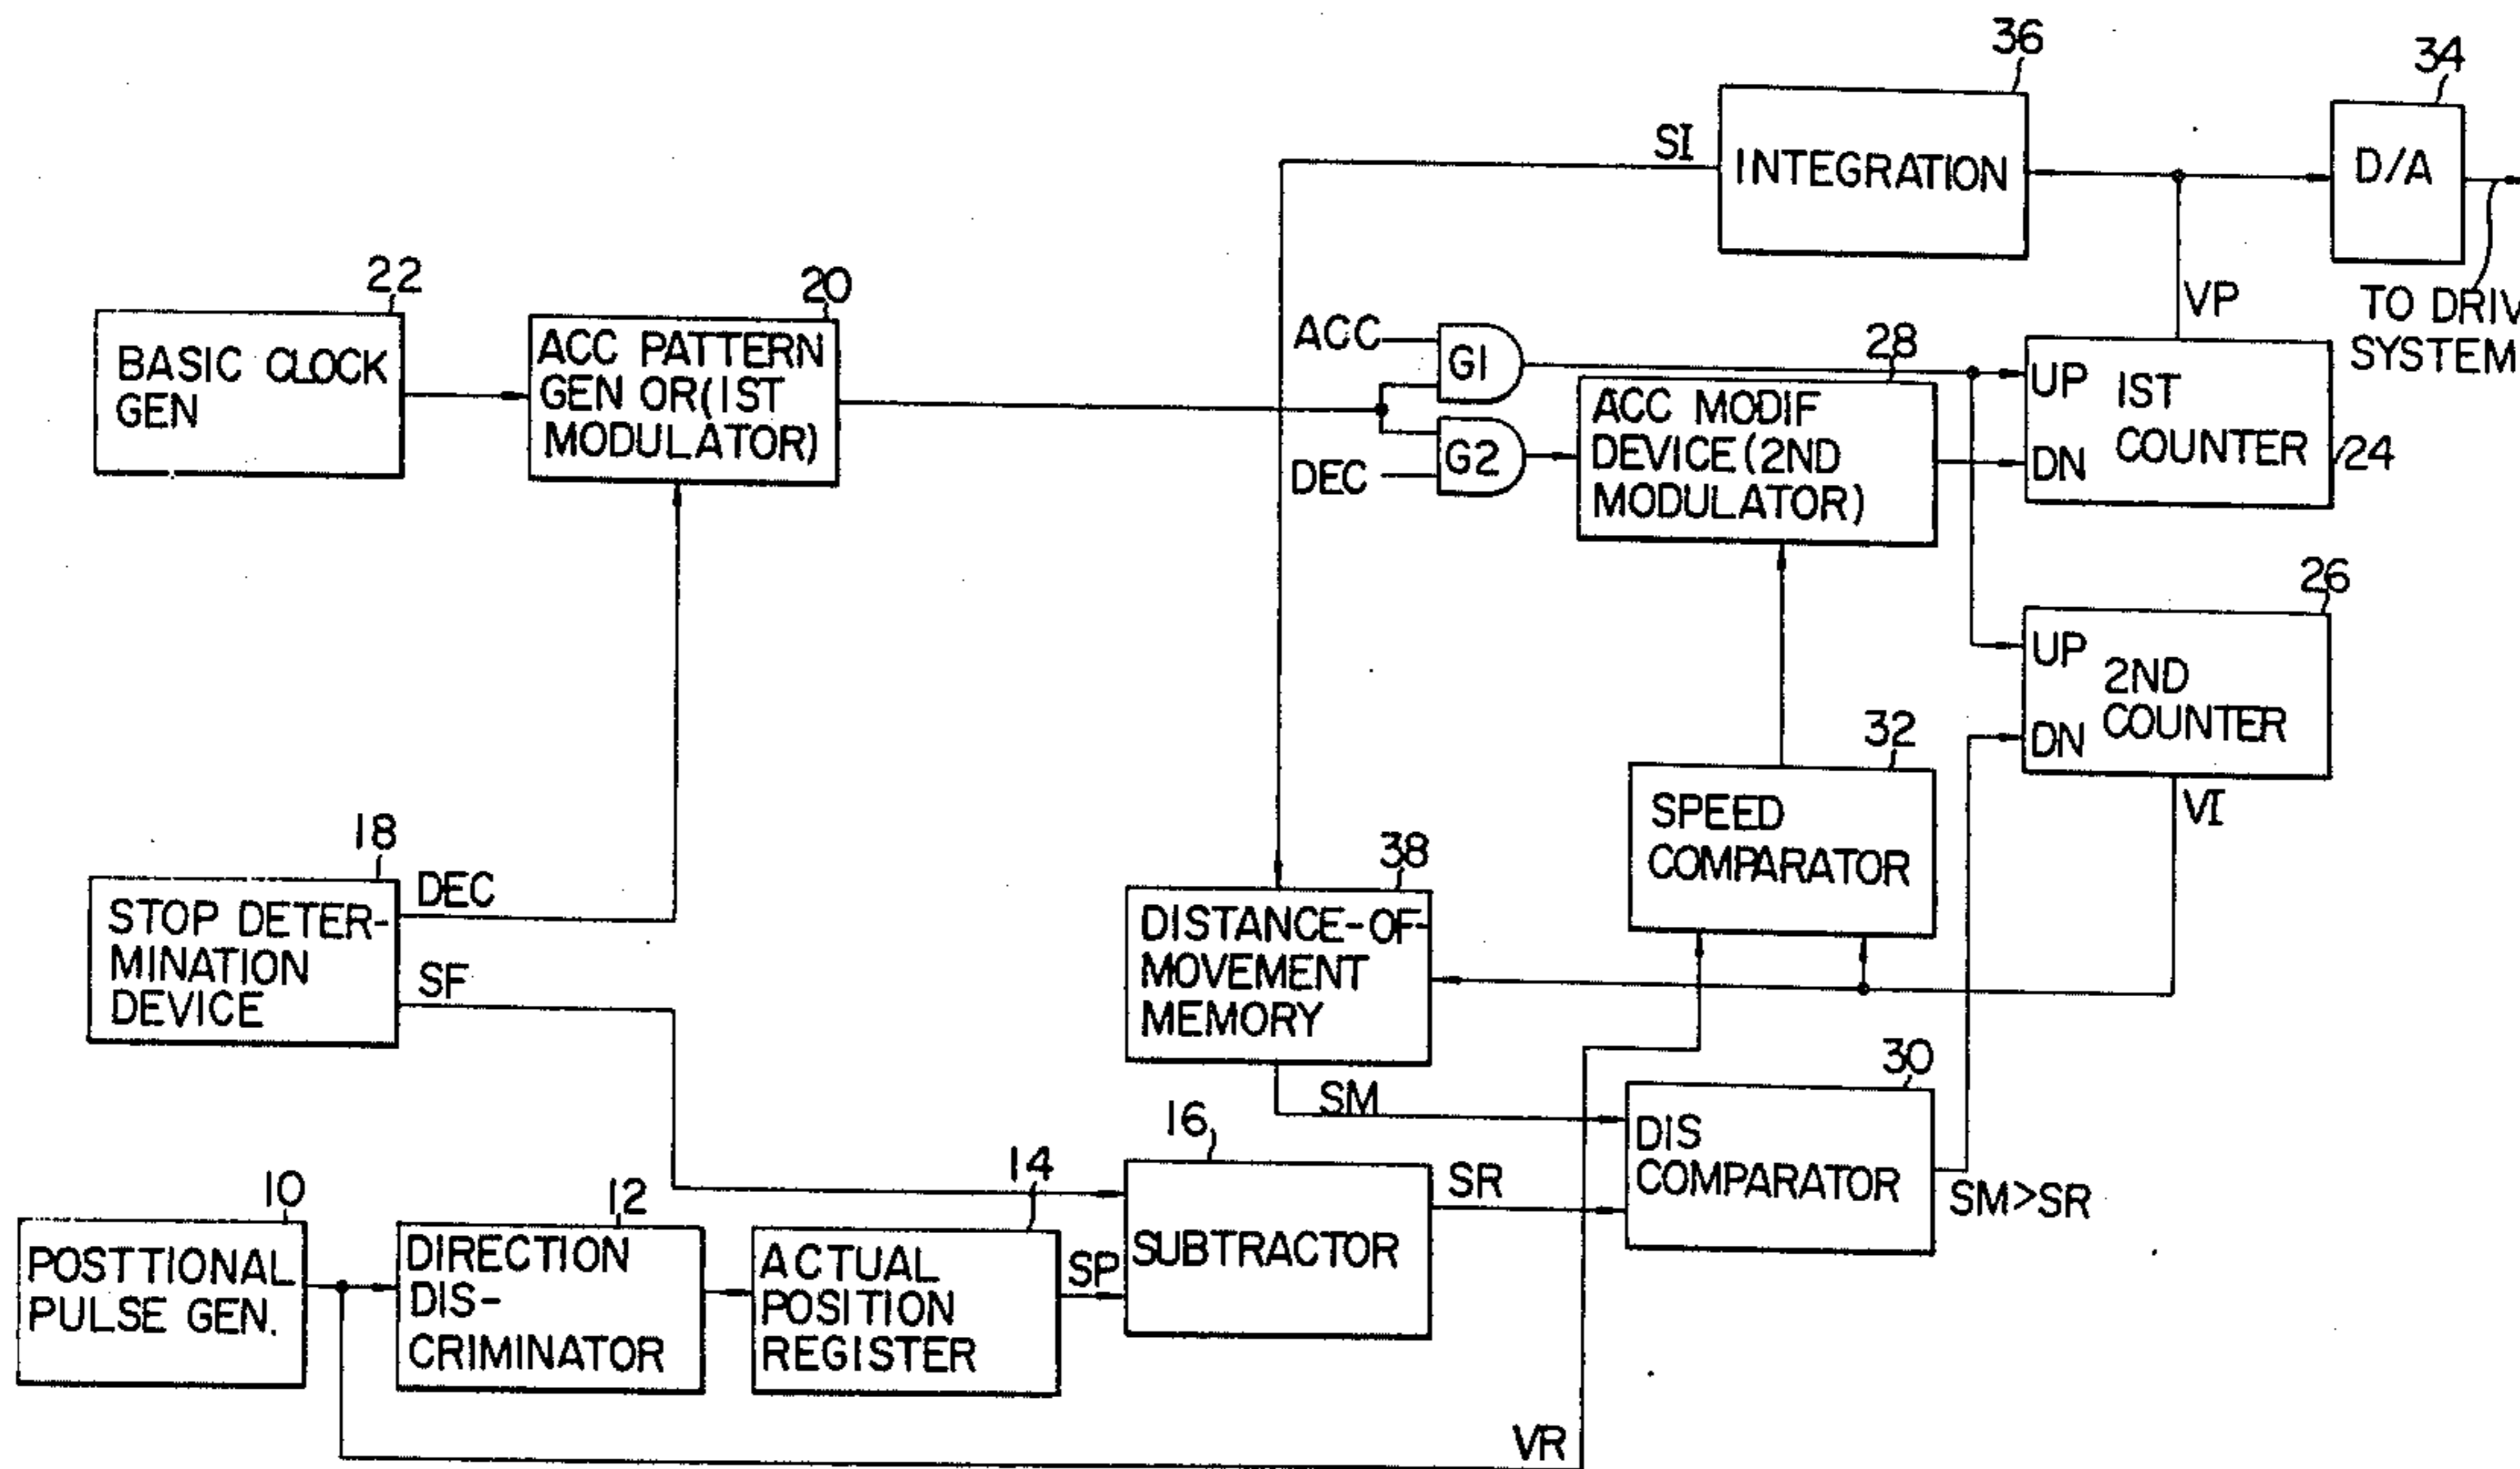 36
34
SI
INTEGRATION
D/A
22
20
VP
TO DRIV
SYSTEM
BASIC CLOCK
GEN
ACC PATTERN
GEN OR(1ST
MODULATOR)
ACC
G1
28
UP
1ST
COUNTER
DN
24
DEC
G2
ACC MODIF
DEVICE(2ND
MODULATOR)
26
UP
2ND
COUNTER
DN
32
SPEED
COMPARATOR
VI
18
DEC
38
STOP DETER-
MINATION
DEVICE
SF
DISTANCE-OF-
MOVEMENT
MEMORY
30
SM
16
DIS
COMPARATOR
SM>SR
10
12
14
SR
POSTTIONAL
PULSE GEN.
DIRECTION
DIS-
CRIMINATOR
ACTUAL
POSITION
REGISTER
SP
SUBTRACTOR
VR